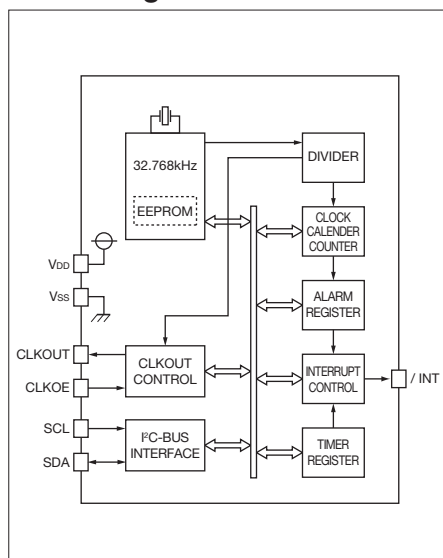 32.768kHz
EEPROM
DIVIDER
CLOCK
CALENDER
COUNTER
VDD
VSS
ALARM
REGISTER
CLKOUT
CLKOE
CLKOUT
CONTROL
INTERRUPT
CONTROL
/ INT
SCL
SDA
I²C-BUS
INTERFACE
TIMER
REGISTER